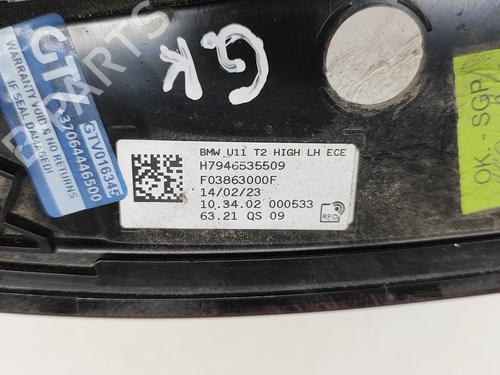 G.K
GTV016345
WARRANTY VOID & NO RETURNS
IF SEAL DAMAGED!
37064446500
BMW U11 T2 HIGH LH ECE
H7946535509
F03863000F
14/02/23
10.34.02 000533
63.21 QS 09
RFID
OK.-SGP